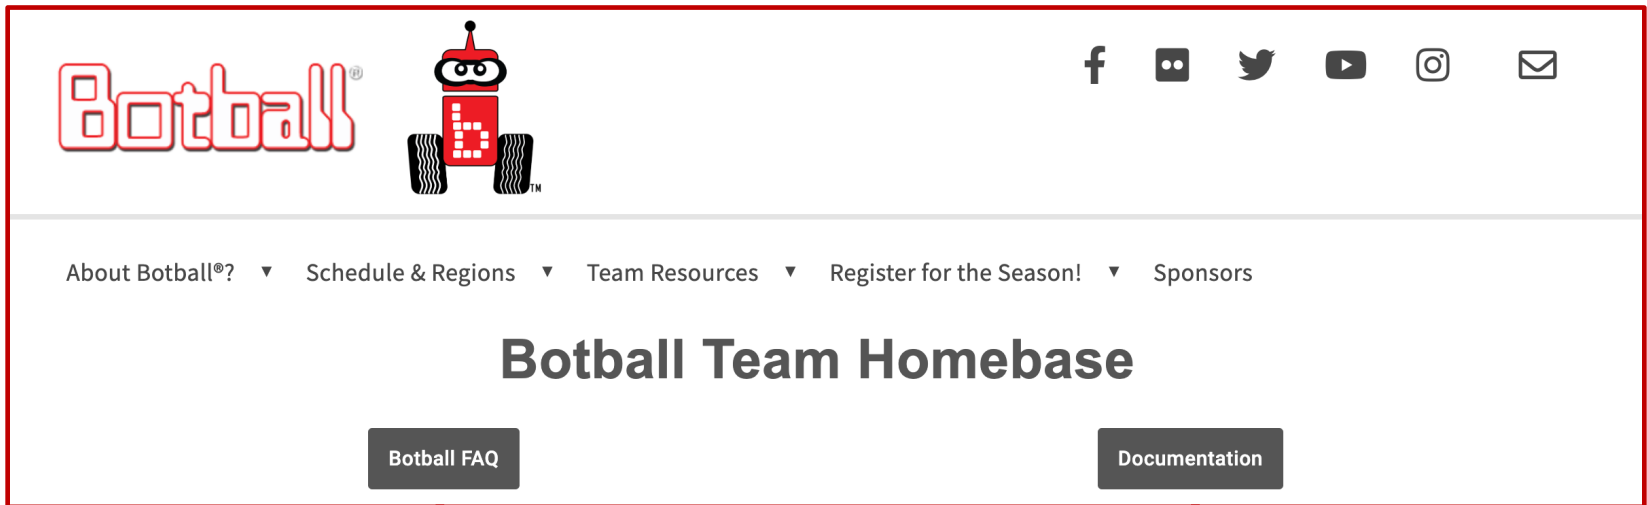 Botball®
b
TM
About Botball®? ▼ Schedule & Regions ▼ Team Resources ▼ Register for the Season! ▼ Sponsors
Botball Team Homebase
Botball FAQ Documentation